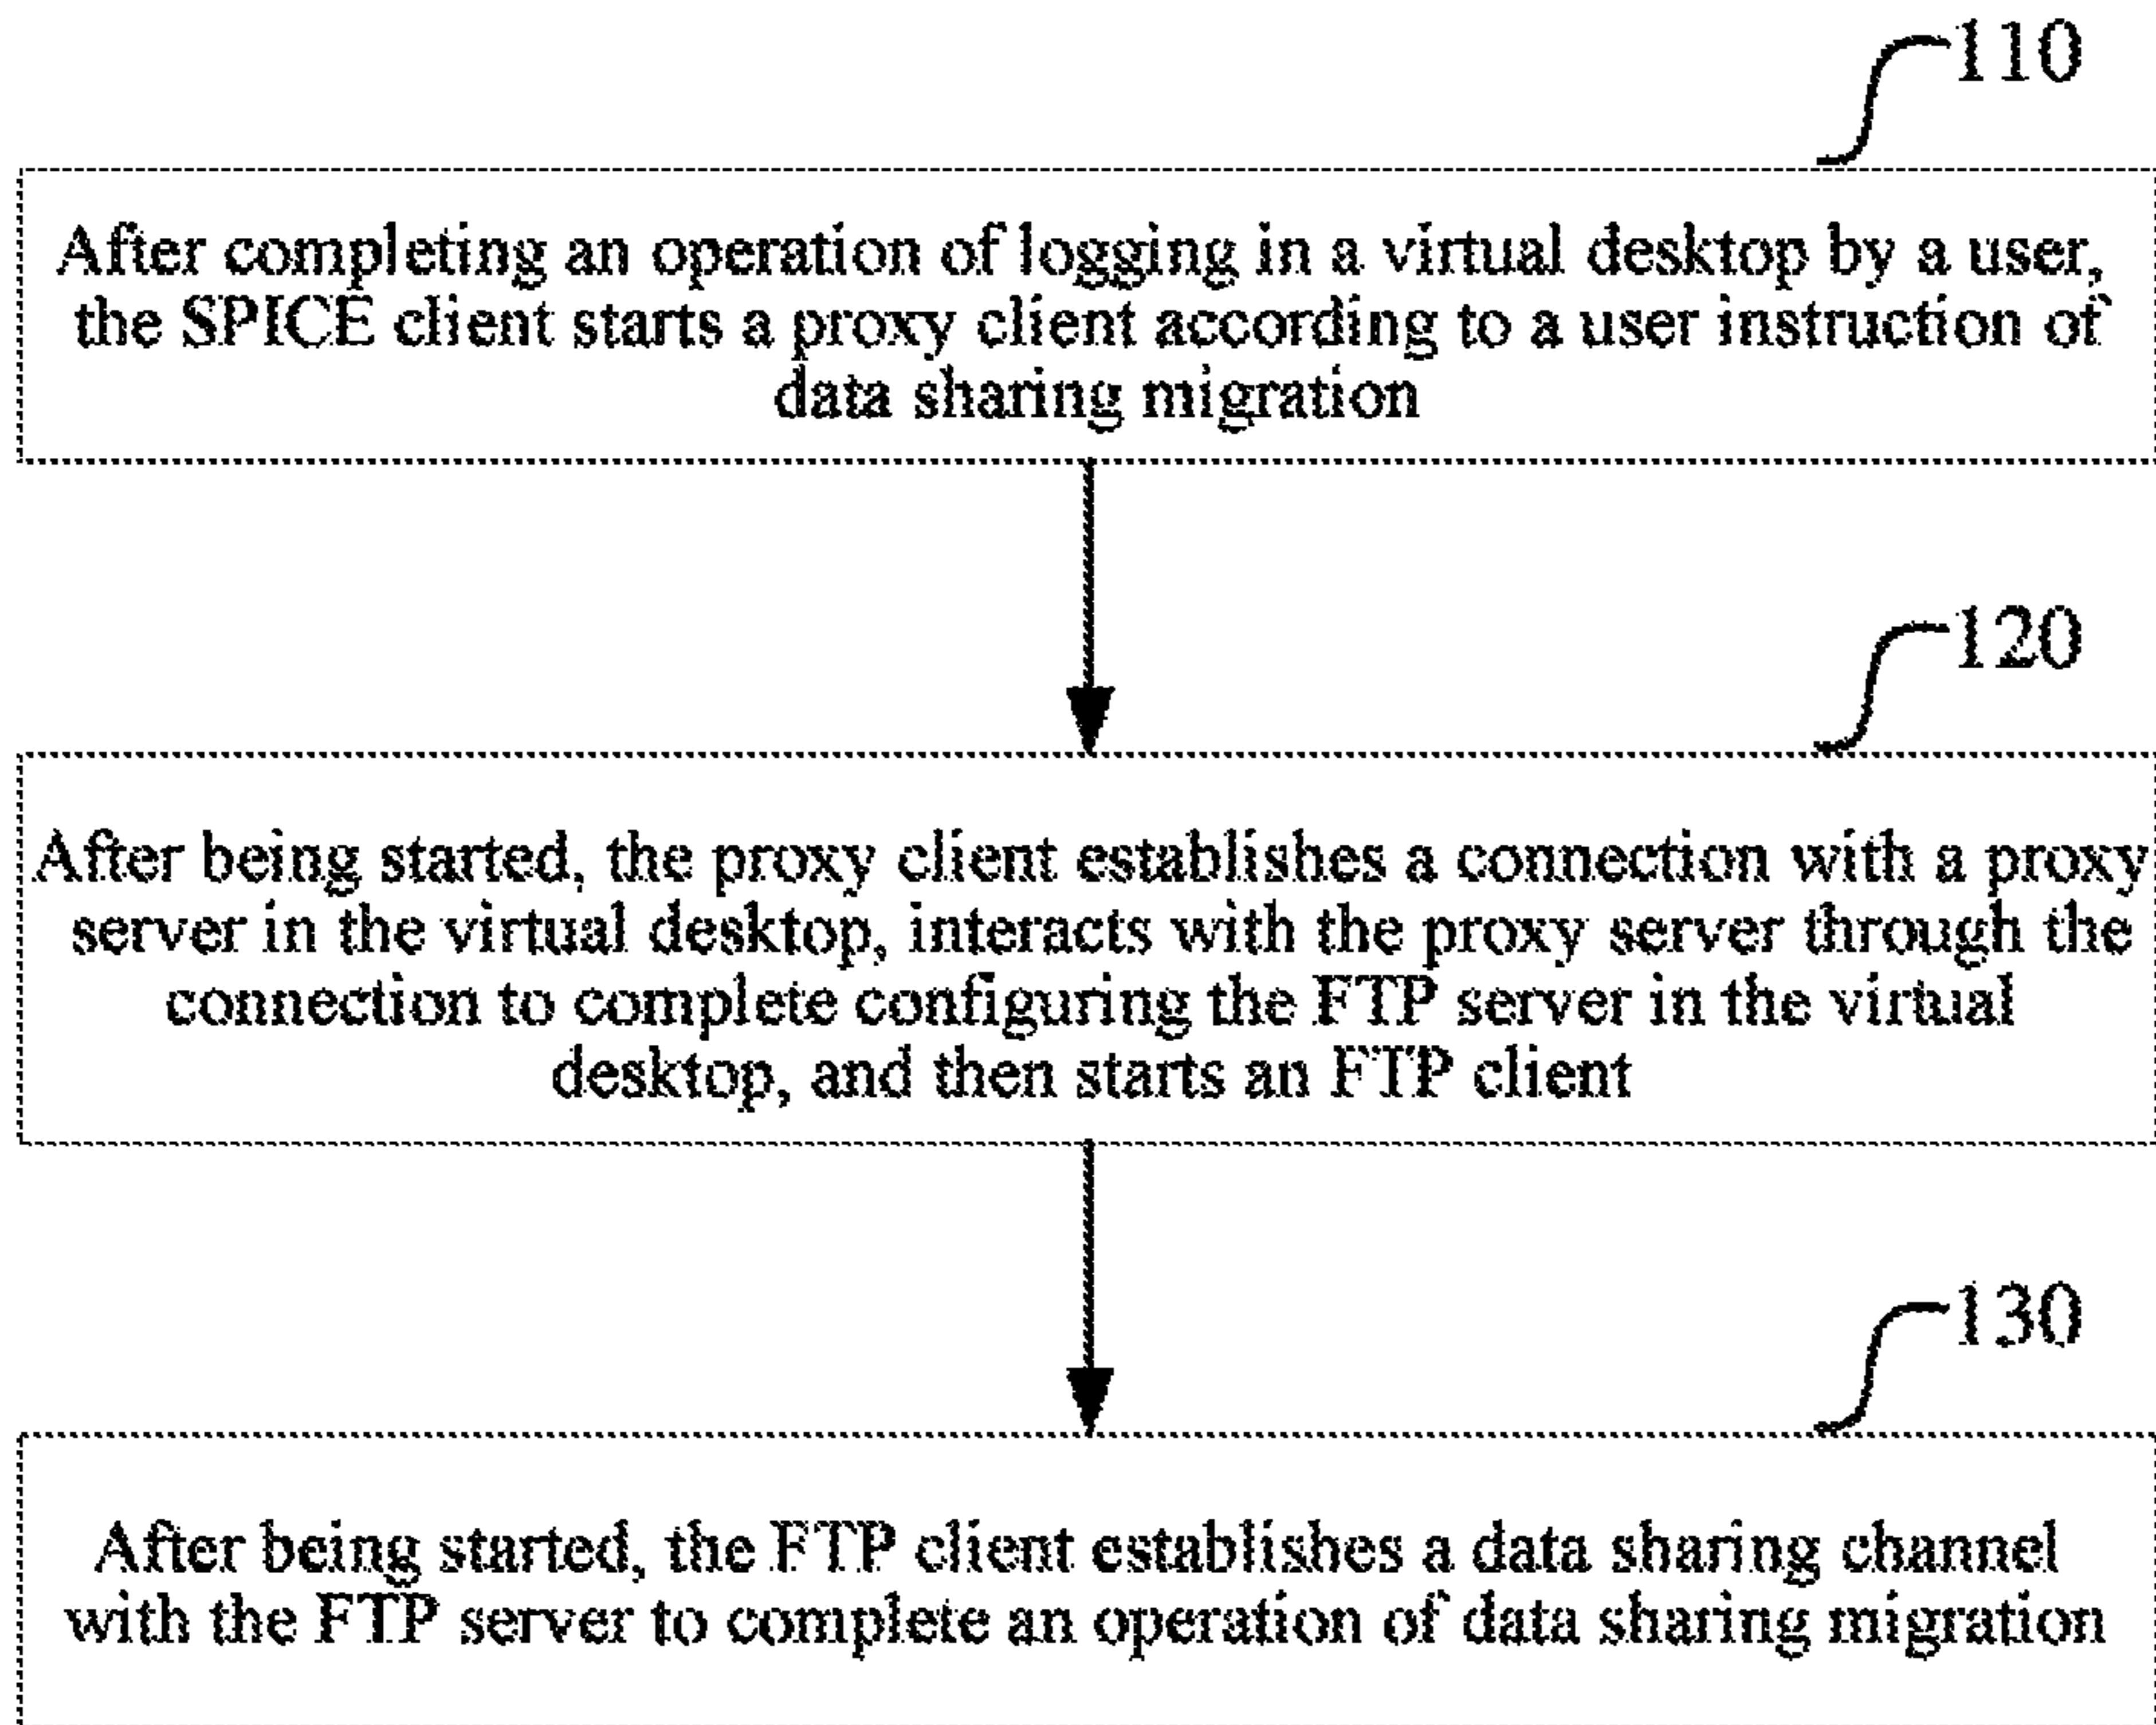 110
After completing an operation of logging in a virtual desktop by a user,
the SPICE client starts a proxy client according to a user instruction of
data sharing migration
120
After being started, the proxy client establishes a connection with a proxy
server in the virtual desktop, interacts with the proxy server through the
connection to complete configuring the FTP server in the virtual
desktop, and then starts an FTP client
130
After being started, the FTP client establishes a data sharing channel
with the FTP server to complete an operation of data sharing migration